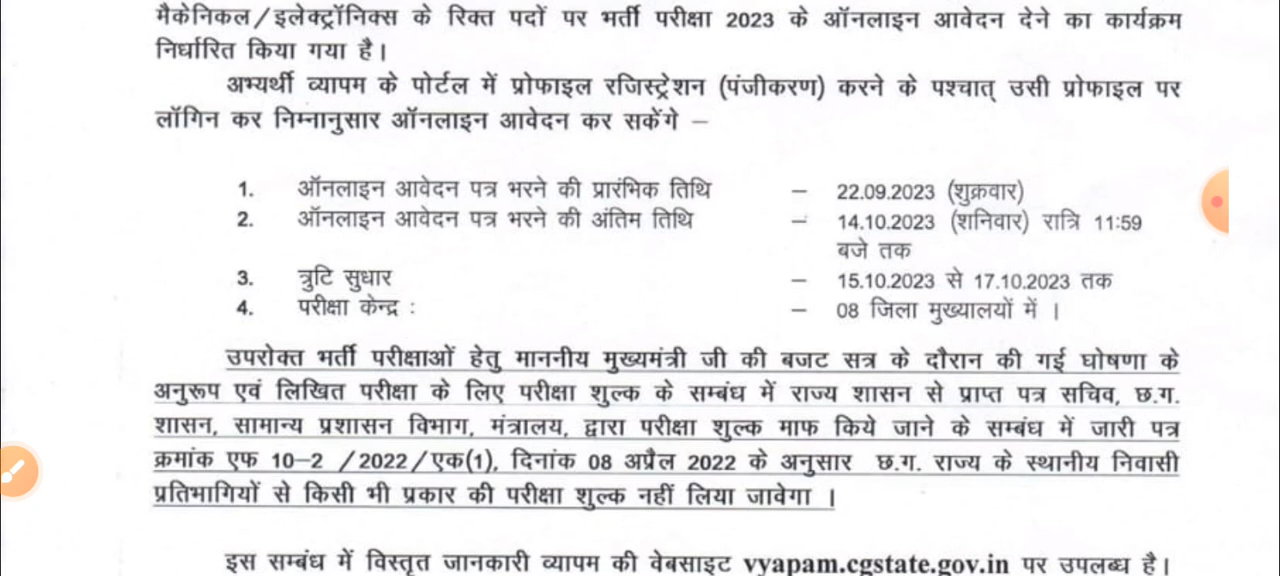 मैकेनिकल/इलेक्ट्रॉनिक्स के रिक्त पदों पर भर्ती परीक्षा 2023 के ऑनलाइन आवेदन देने का कार्यक्रम
निर्धारित किया गया है।
अभ्यर्थी व्यापम के पोर्टल में प्रोफाइल रजिस्ट्रेशन (पंजीकरण) करने के पश्चात् उसी प्रोफाइल पर
लॉगिन कर निम्नानुसार ऑनलाइन आवेदन कर सकेंगे –
1. ऑनलाइन आवेदन पत्र भरने की प्रारंभिक तिथि – 22.09.2023 (शुक्रवार)
2. ऑनलाइन आवेदन पत्र भरने की अंतिम तिथि – 14.10.2023 (शनिवार) रात्रि 11:59
बजे तक
3. त्रुटि सुधार – 15.10.2023 से 17.10.2023 तक
4. परीक्षा केन्द्र : – 08 जिला मुख्यालयों में ।
उपरोक्त भर्ती परीक्षाओं हेतु माननीय मुख्यमंत्री जी की बजट सत्र के दौरान की गई घोषणा के
अनुरूप एवं लिखित परीक्षा के लिए परीक्षा शुल्क के सम्बंध में राज्य शासन से प्राप्त पत्र सचिव, छ.ग.
शासन, सामान्य प्रशासन विभाग, मंत्रालय, द्वारा परीक्षा शुल्क माफ किये जाने के सम्बंध में जारी पत्र
क्रमांक एफ 10–2 /2022/एक(1), दिनांक 08 अप्रैल 2022 के अनुसार छ.ग. राज्य के स्थानीय निवासी
प्रतिभागियों से किसी भी प्रकार की परीक्षा शुल्क नहीं लिया जावेगा ।
इस सम्बंध में विस्तृत जानकारी व्यापम की वेबसाइट vyapam.cgstate.gov.in पर उपलब्ध है।